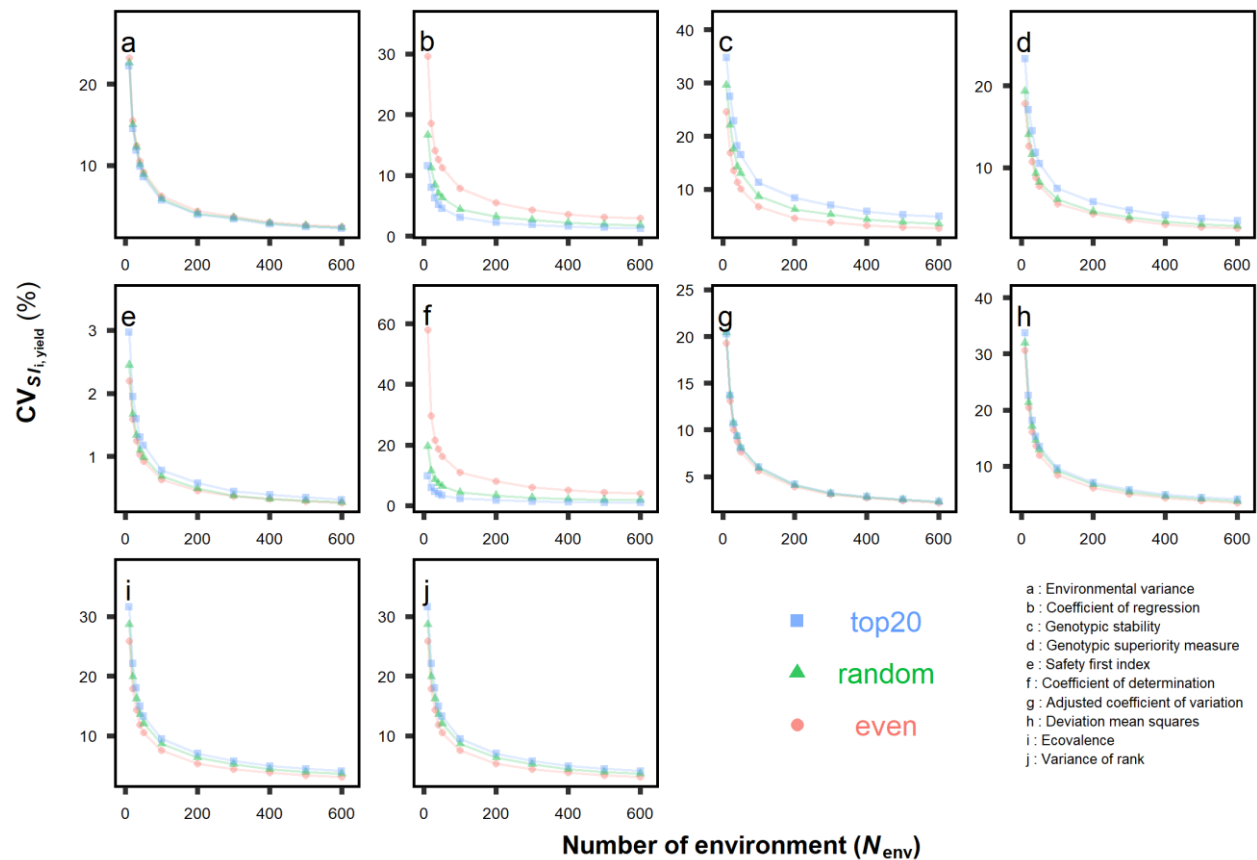 a
20
10
0 200 400 600
b
30
20
10
0
0 200 400 600
c
40
30
20
10
0 200 400 600
d
20
10
0
0 200 400 600
e
3
2
1
0 200 400 600
f
60
40
20
0
0 200 400 600
g
25
20
15
10
5
0 200 400 600
h
40
30
20
10
0 200 400 600
i
30
20
10
0 200 400 600
j
30
20
10
0 200 400 600
CV SI i, yield (%)
Number of environment (N env)
top20
random
even
a : Environmental variance
b : Coefficient of regression
c : Genotypic stability
d : Genotypic superiority measure
e : Safety first index
f : Coefficient of determination
g : Adjusted coefficient of variation
h : Deviation mean squares
i : Ecovalence
j : Variance of rank